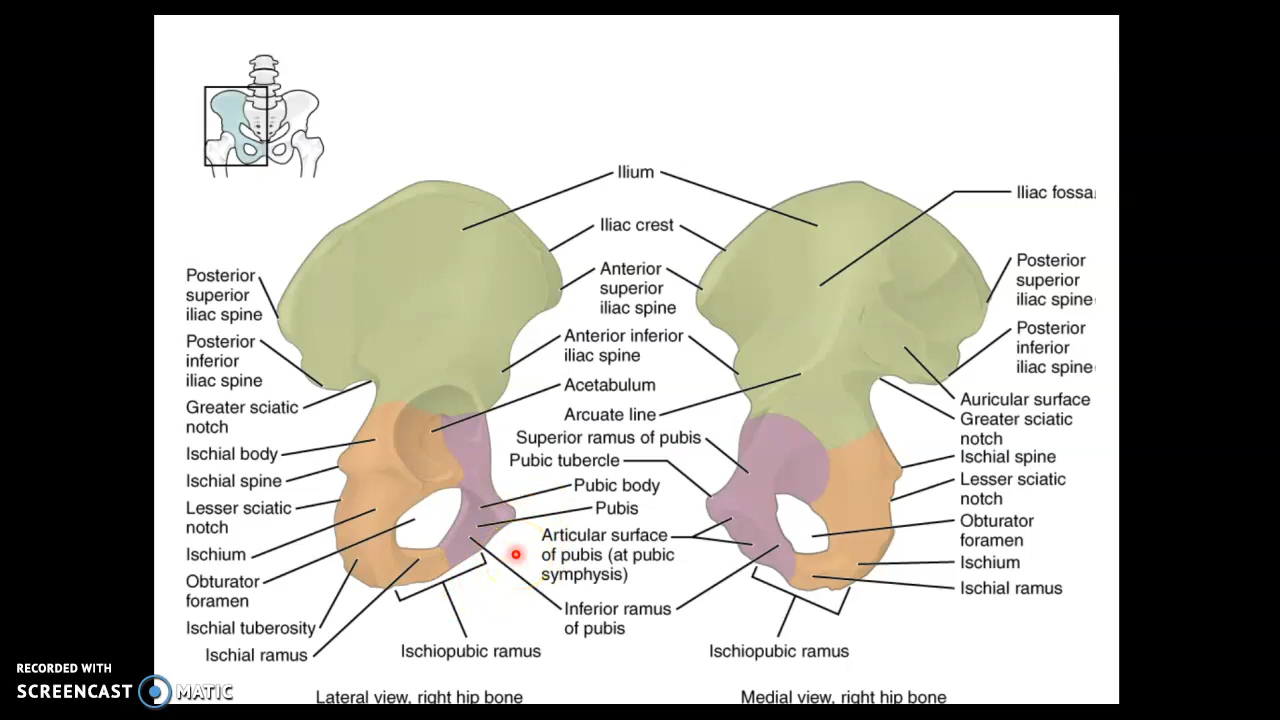 Ilium
Iliac fossa
Iliac crest
Posterior
superior
iliac spine
Anterior
superior
iliac spine
Posterior
superior
iliac spine
Posterior
inferior
iliac spine
Anterior inferior
iliac spine
Posterior
inferior
iliac spine
Acetabulum
Greater sciatic
notch
Arcuate line
Auricular surface
Greater sciatic
notch
Superior ramus of pubis
Ischial body
Pubic tubercle
Ischial spine
Ischial spine
Pubic body
Lesser sciatic
notch
Lesser sciatic
notch
Pubis
Articular surface
of pubis (at pubic
symphysis)
Obturator
foramen
Ischium
Ischium
Obturator
foramen
Ischial ramus
Inferior ramus
of pubis
Ischial tuberosity
Ischial ramus
Ischiopubic ramus
Ischiopubic ramus
Lateral view, right hip bone
Medial view, right hip bone
RECORDED WITH
SCREENCAST MATIC